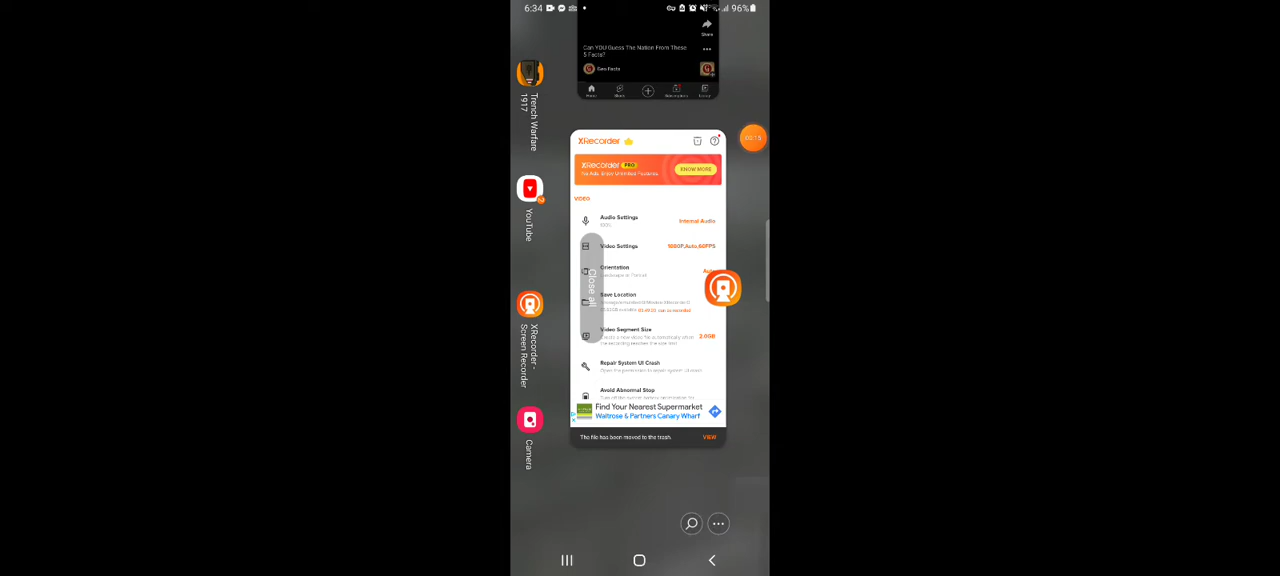 6:34
96%
Share
Can YOU Guess The Nation From These
5 Facts?
Trench Warfare
1917
XRecorder
XRecorder PRO
No Ads, Enjoy Unlimited Features
KNOW MORE
00:15
VIDEO
YouTube
Audio Settings
Internal Audio
Video Settings
1080P,Auto,60FPS
Orientation
Close all
Save Location
Video Segment Size
2.0GB
XRecorder -
Screen Recorder
Repair System UI Crash
Avoid Abnormal Stop
Find Your Nearest Supermarket
Waitrose & Partners Canary Wharf
The file has been moved to the trash.
VIEW
Camera